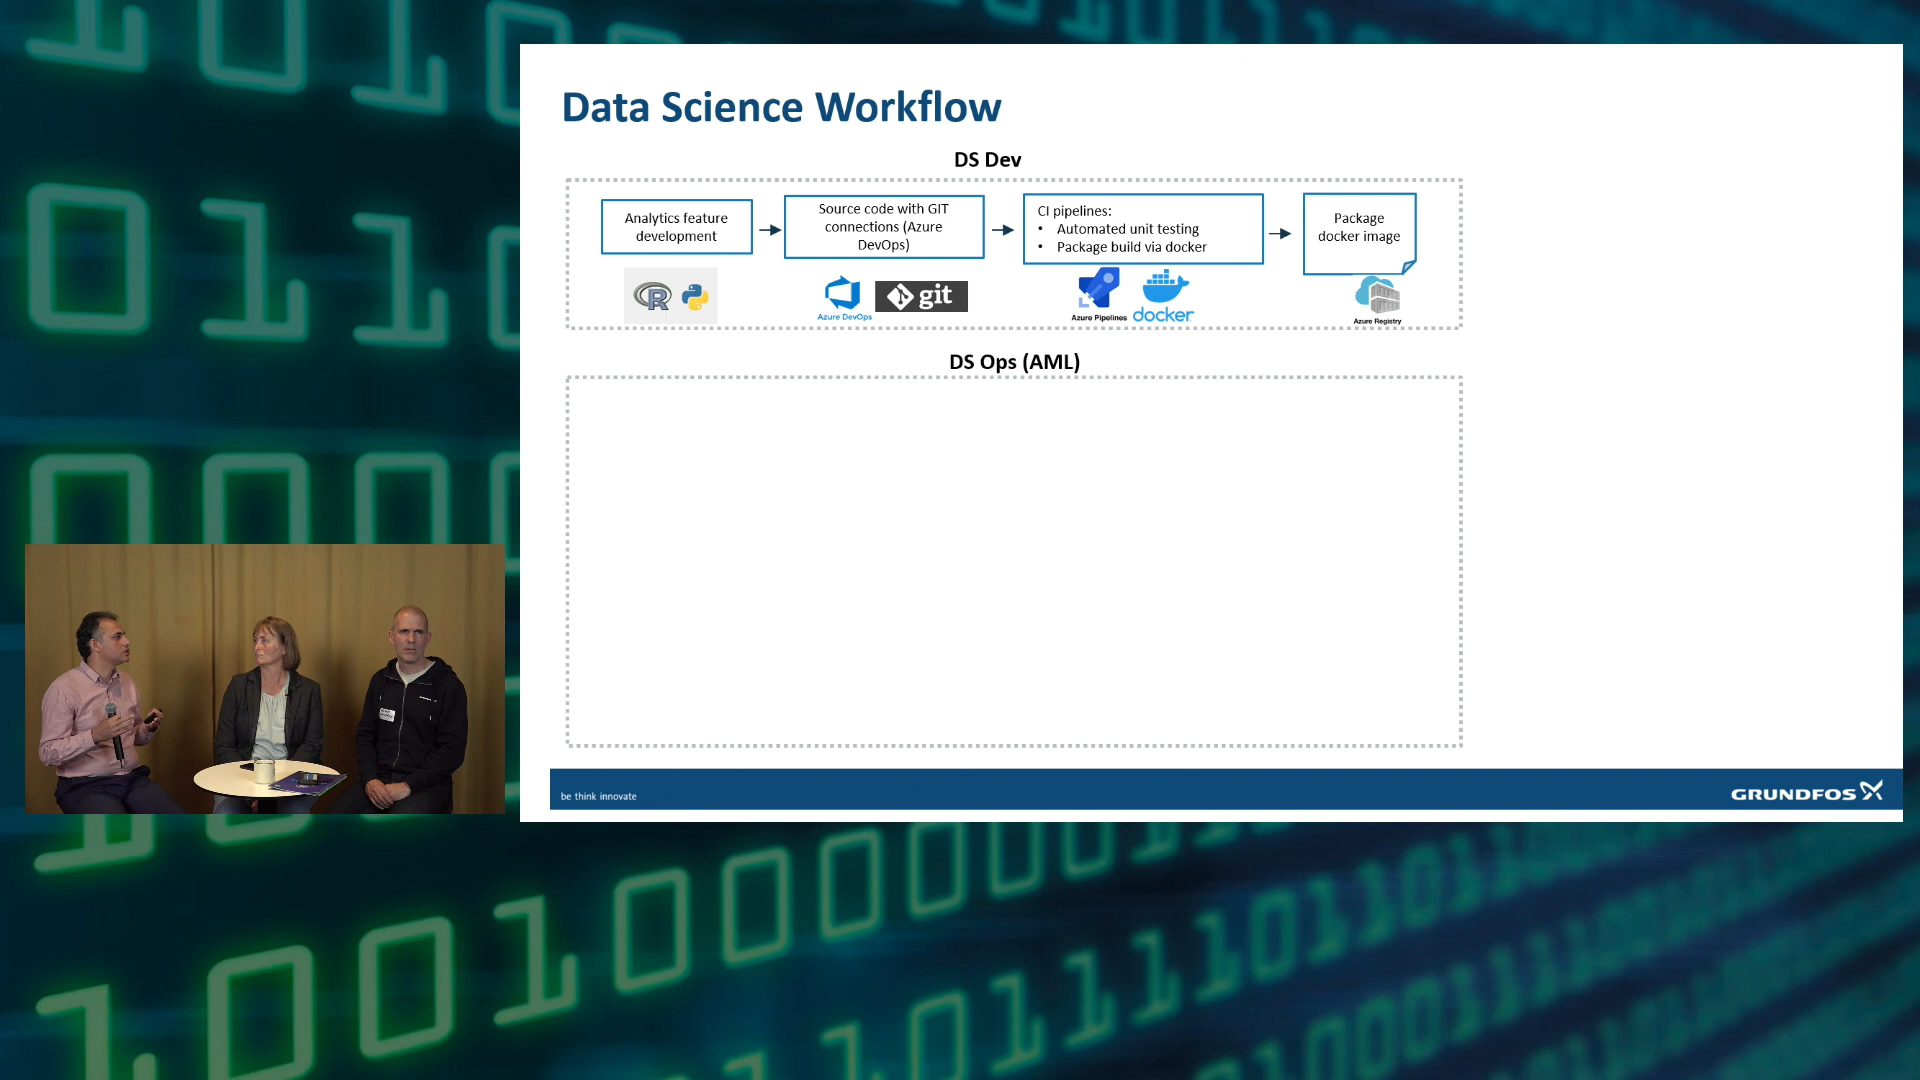 Data Science Workflow
DS Dev
Analytics feature
development
Source code with GIT
connections (Azure
DevOps)
CI pipelines:
• Automated unit testing
• Package build via docker
Package
docker image
R
Azure DevOps
git
Azure Pipelines
docker
Azure Registry
DS Ops (AML)
be think innovate
GRUNDFOS